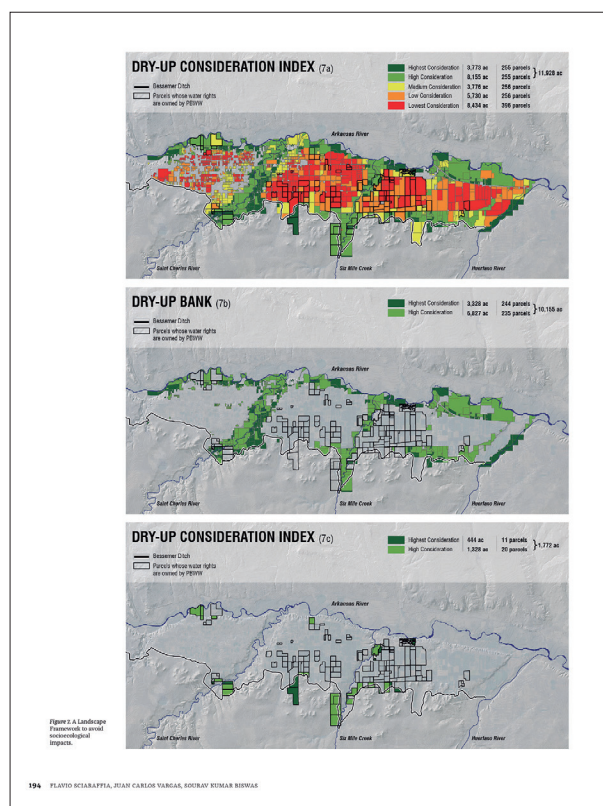 DRY-UP CONSIDERATION INDEX (7a)
Bessemer Ditch
Parcels whose water rights
are owned by PBWW
Highest Consideration 3,773 ac 255 parcels
High Consideration 8,155 ac 255 parcels
} 11,928 ac
Medium Consideration 3,776 ac 256 parcels
Low Consideration 5,730 ac 256 parcels
Lowest Consideration 8,434 ac 306 parcels
Arkansas River
Saint Charles River
Six Mile Creek
Huerfano River
DRY-UP BANK (7b)
Bessemer Ditch
Parcels whose water rights
are owned by PBWW
Highest Consideration 3,328 ac 244 parcels
High Consideration 6,827 ac 235 parcels
} 10,155 ac
Arkansas River
Saint Charles River
Six Mile Creek
Huerfano River
DRY-UP CONSIDERATION INDEX (7c)
Bessemer Ditch
Parcels whose water rights
are owned by PBWW
Highest Consideration 444 ac 11 parcels
High Consideration 1,328 ac 20 parcels
} 1,772 ac
Arkansas River
Saint Charles River
Six Mile Creek
Huerfano River
Figure 7. A Landscape
Framework to avoid
socioecological
impacts.
194 FLAVIO SCIARAFFIA, JUAN CARLOS VARGAS, SOURAV KUMAR BISWAS